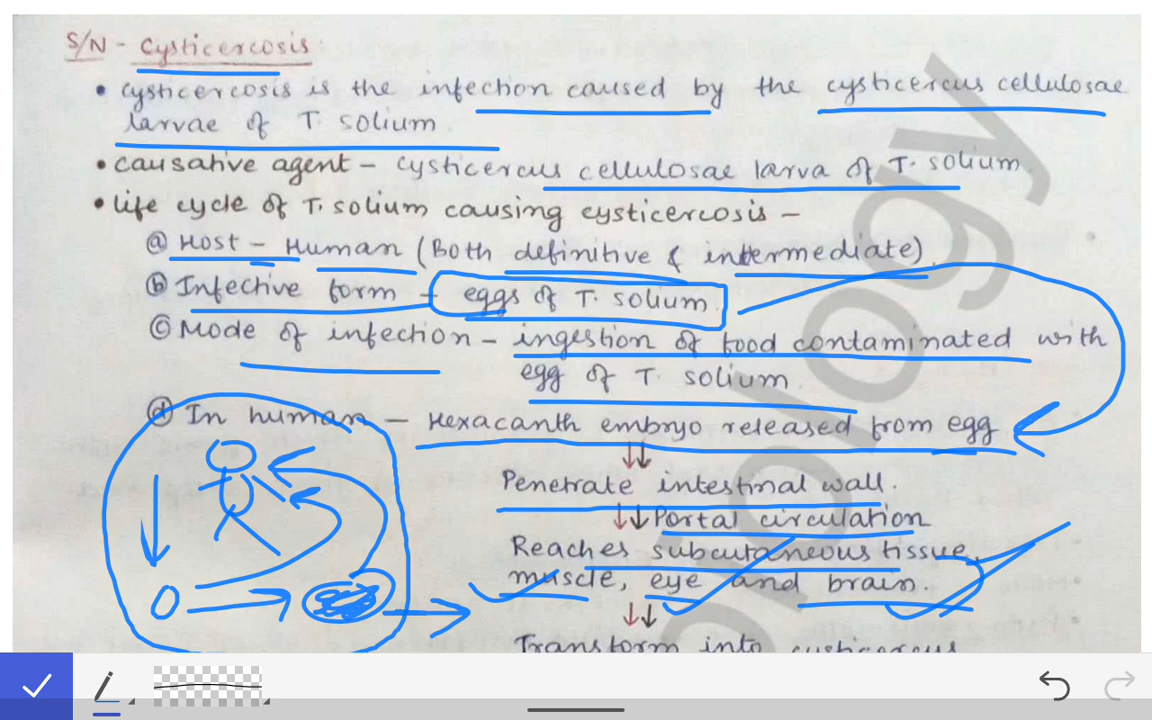 S/N - Cysticercosis:
• cysticercosis is the infection caused by the cysticercus cellulosae
larvae of T. solium.
• causative agent - cysticercus cellulosae larva of T. solium.
• life cycle of T. solium causing cysticercosis -
ⓐ Host - Human (Both definitive & intermediate)
ⓑ Infective form - eggs of T. solium.
ⓒ Mode of infection - ingestion of food contaminated with
egg of T. solium
ⓓ In human - Hexacanth embryo released from egg
↓↓
Penetrate intestinal wall.
↓↓ Portal circulation
Reaches subcutaneous tissue,
muscle, eye and brain.
↓↓
Transform into cysticercus